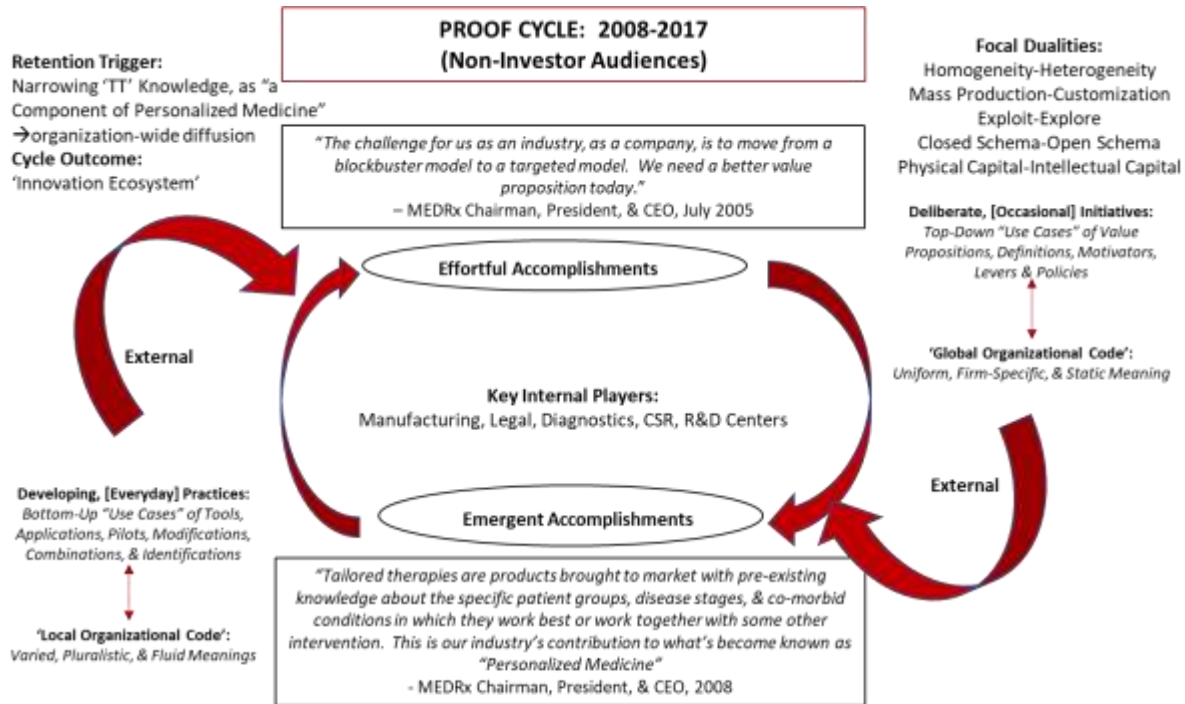 PROOF CYCLE: 2008-2017
(Non-Investor Audiences)
Retention Trigger:
Narrowing 'TT' Knowledge, as "a
Component of Personalized Medicine"
→organization-wide diffusion
Cycle Outcome:
'Innovation Ecosystem'
Focal Dualities:
Homogeneity-Heterogeneity
Mass Production-Customization
Exploit-Explore
Closed Schema-Open Schema
Physical Capital-Intellectual Capital
"The challenge for us as an industry, as a company, is to move from a
blockbuster model to a targeted model. We need a better value
proposition today."
– MEDRx Chairman, President, & CEO, July 2005
Deliberate, [Occasional] Initiatives:
Top-Down "Use Cases" of Value
Propositions, Definitions, Motivators,
Levers & Policies
Effortful Accomplishments
External
'Global Organizational Code':
Uniform, Firm-Specific, & Static Meaning
Key Internal Players:
Manufacturing, Legal, Diagnostics, CSR, R&D Centers
External
Developing, [Everyday] Practices:
Bottom-Up "Use Cases" of Tools,
Applications, Pilots, Modifications,
Combinations, & Identifications
Emergent Accomplishments
'Local Organizational Code':
Varied, Pluralistic, & Fluid Meanings
"Tailored therapies are products brought to market with pre-existing
knowledge about the specific patient groups, disease stages, & co-morbid
conditions in which they work best or work together with some other
intervention. This is our industry's contribution to what's become known as
"Personalized Medicine"
- MEDRx Chairman, President, & CEO, 2008